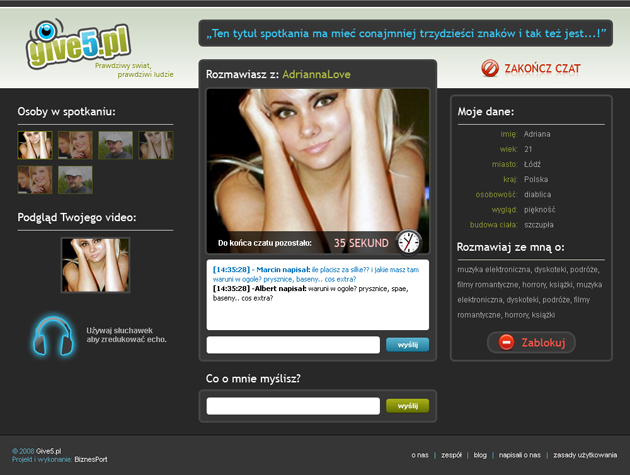 give5.pl
Prawdziwy swiat,
prawdziwi ludzie
„Ten tytuł spotkania ma mieć conajmniej trzydzieści znaków i tak też jest...!”
ZAKOŃCZ CZAT
Osoby w spotkaniu:
Podgląd Twojego video:
Używaj słuchawek
aby zredukować echo.
Rozmawiasz z: AdriannaLove
Do końca czatu pozostało: 35 SEKUND
[14:35:28] - Marcin napisał: ile placisz za silke?? i jakie masz tam
waruni w ogole? prysznice, baseny.. cos extra?
[14:35:28] -Albert napisał: waruni w ogole? prysznice, spae,
baseny.. cos extra?
wyślij
Co o mnie myślisz?
wyślij
Moje dane:
imię: Adriana
wiek: 21
miasto: Łódź
kraj: Polska
osobowość: diablica
wygląd: piękność
budowa ciała: szczupła
Rozmawiaj ze mną o:
muzyka elektroniczna, dyskoteki, podróże,
filmy romantyczne, horrory, książki, muzyka
elektroniczna, dyskoteki, podróże, filmy
romantyczne, horrory, książki
Zablokuj
© 2008 Give5.pl
Projekt i wykonanie: BiznesPort
o nas | zespół | blog | napisali o nas | zasady użytkowania